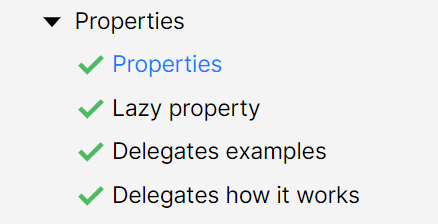 Properties
Properties
Lazy property
Delegates examples
Delegates how it works